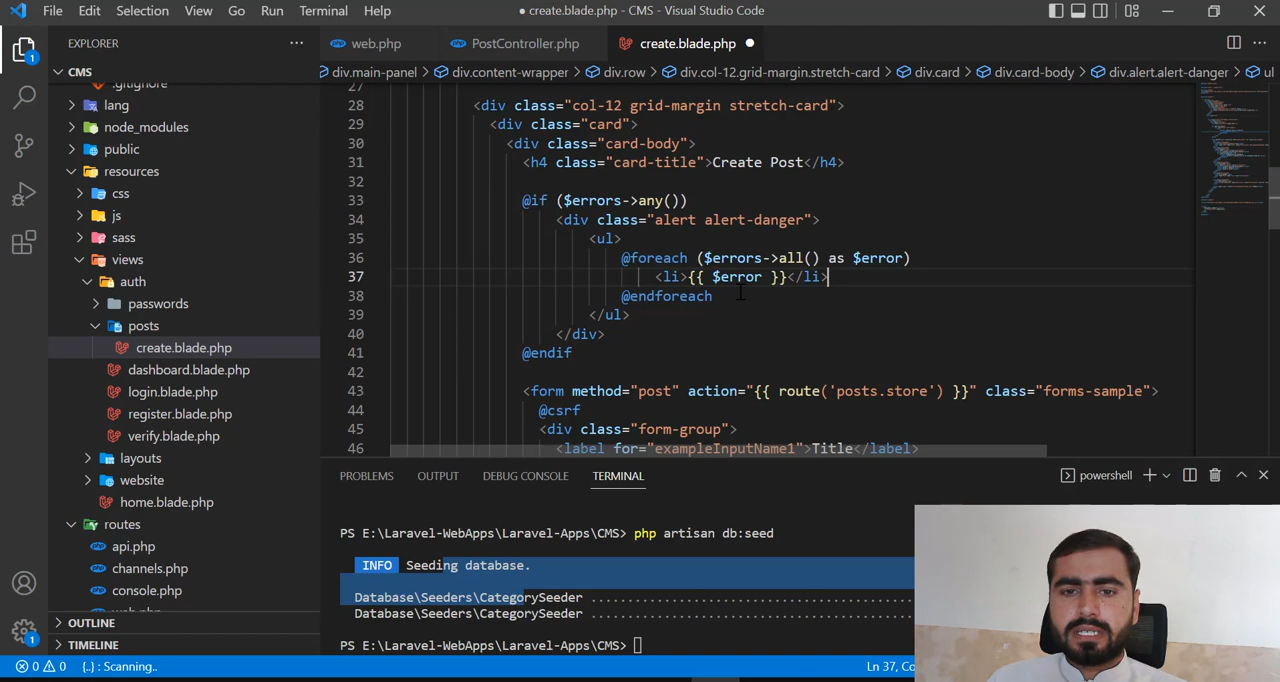 File Edit Selection View Go Run Terminal Help
● create.blade.php - CMS - Visual Studio Code
EXPLORER
web.php
PostController.php
create.blade.php
CMS
div.main-panel > div.content-wrapper > div.row > div.col-12.grid-margin.stretch-card > div.card > div.card-body > div.alert.alert-danger > ul
.gitignore
lang
node_modules
public
resources
css
js
sass
views
auth
passwords
posts
create.blade.php
dashboard.blade.php
login.blade.php
register.blade.php
verify.blade.php
layouts
website
home.blade.php
routes
api.php
channels.php
console.php
web.php
OUTLINE
TIMELINE
27
28 <div class="col-12 grid-margin stretch-card">
29 <div class="card">
30 <div class="card-body">
31 <h4 class="card-title">Create Post</h4>
32
33 @if ($errors->any())
34 <div class="alert alert-danger">
35 <ul>
36 @foreach ($errors->all() as $error)
37 <li>{{ $error }}</li>
38 @endforeach
39 </ul>
40 </div>
41 @endif
42
43 <form method="post" action="{{ route('posts.store') }}" class="forms-sample">
44 @csrf
45 <div class="form-group">
46 <label for="exampleInputName1">Title</label>
PROBLEMS OUTPUT DEBUG CONSOLE TERMINAL
powershell
PS E:\Laravel-WebApps\Laravel-Apps\CMS> php artisan db:seed
INFO Seeding database.
Database\Seeders\CategorySeeder ........................................
Database\Seeders\CategorySeeder ........................................
PS E:\Laravel-WebApps\Laravel-Apps\CMS>
1
1
0 0 {..} : Scanning..
Ln 37, Co